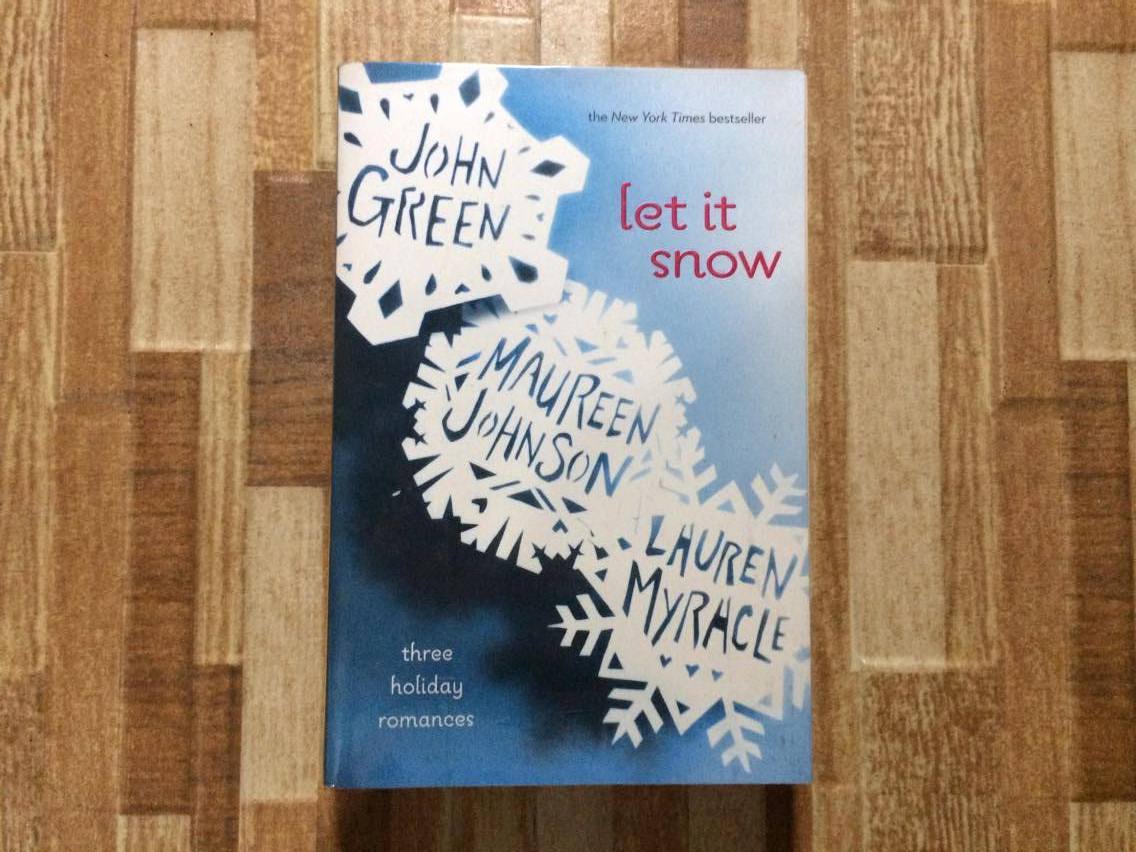 JOHN
GREEN
the New York Times bestseller
let it
snow
MAUREEN
JOHNSON
LAUREN
MYRACLE
three
holiday
romances